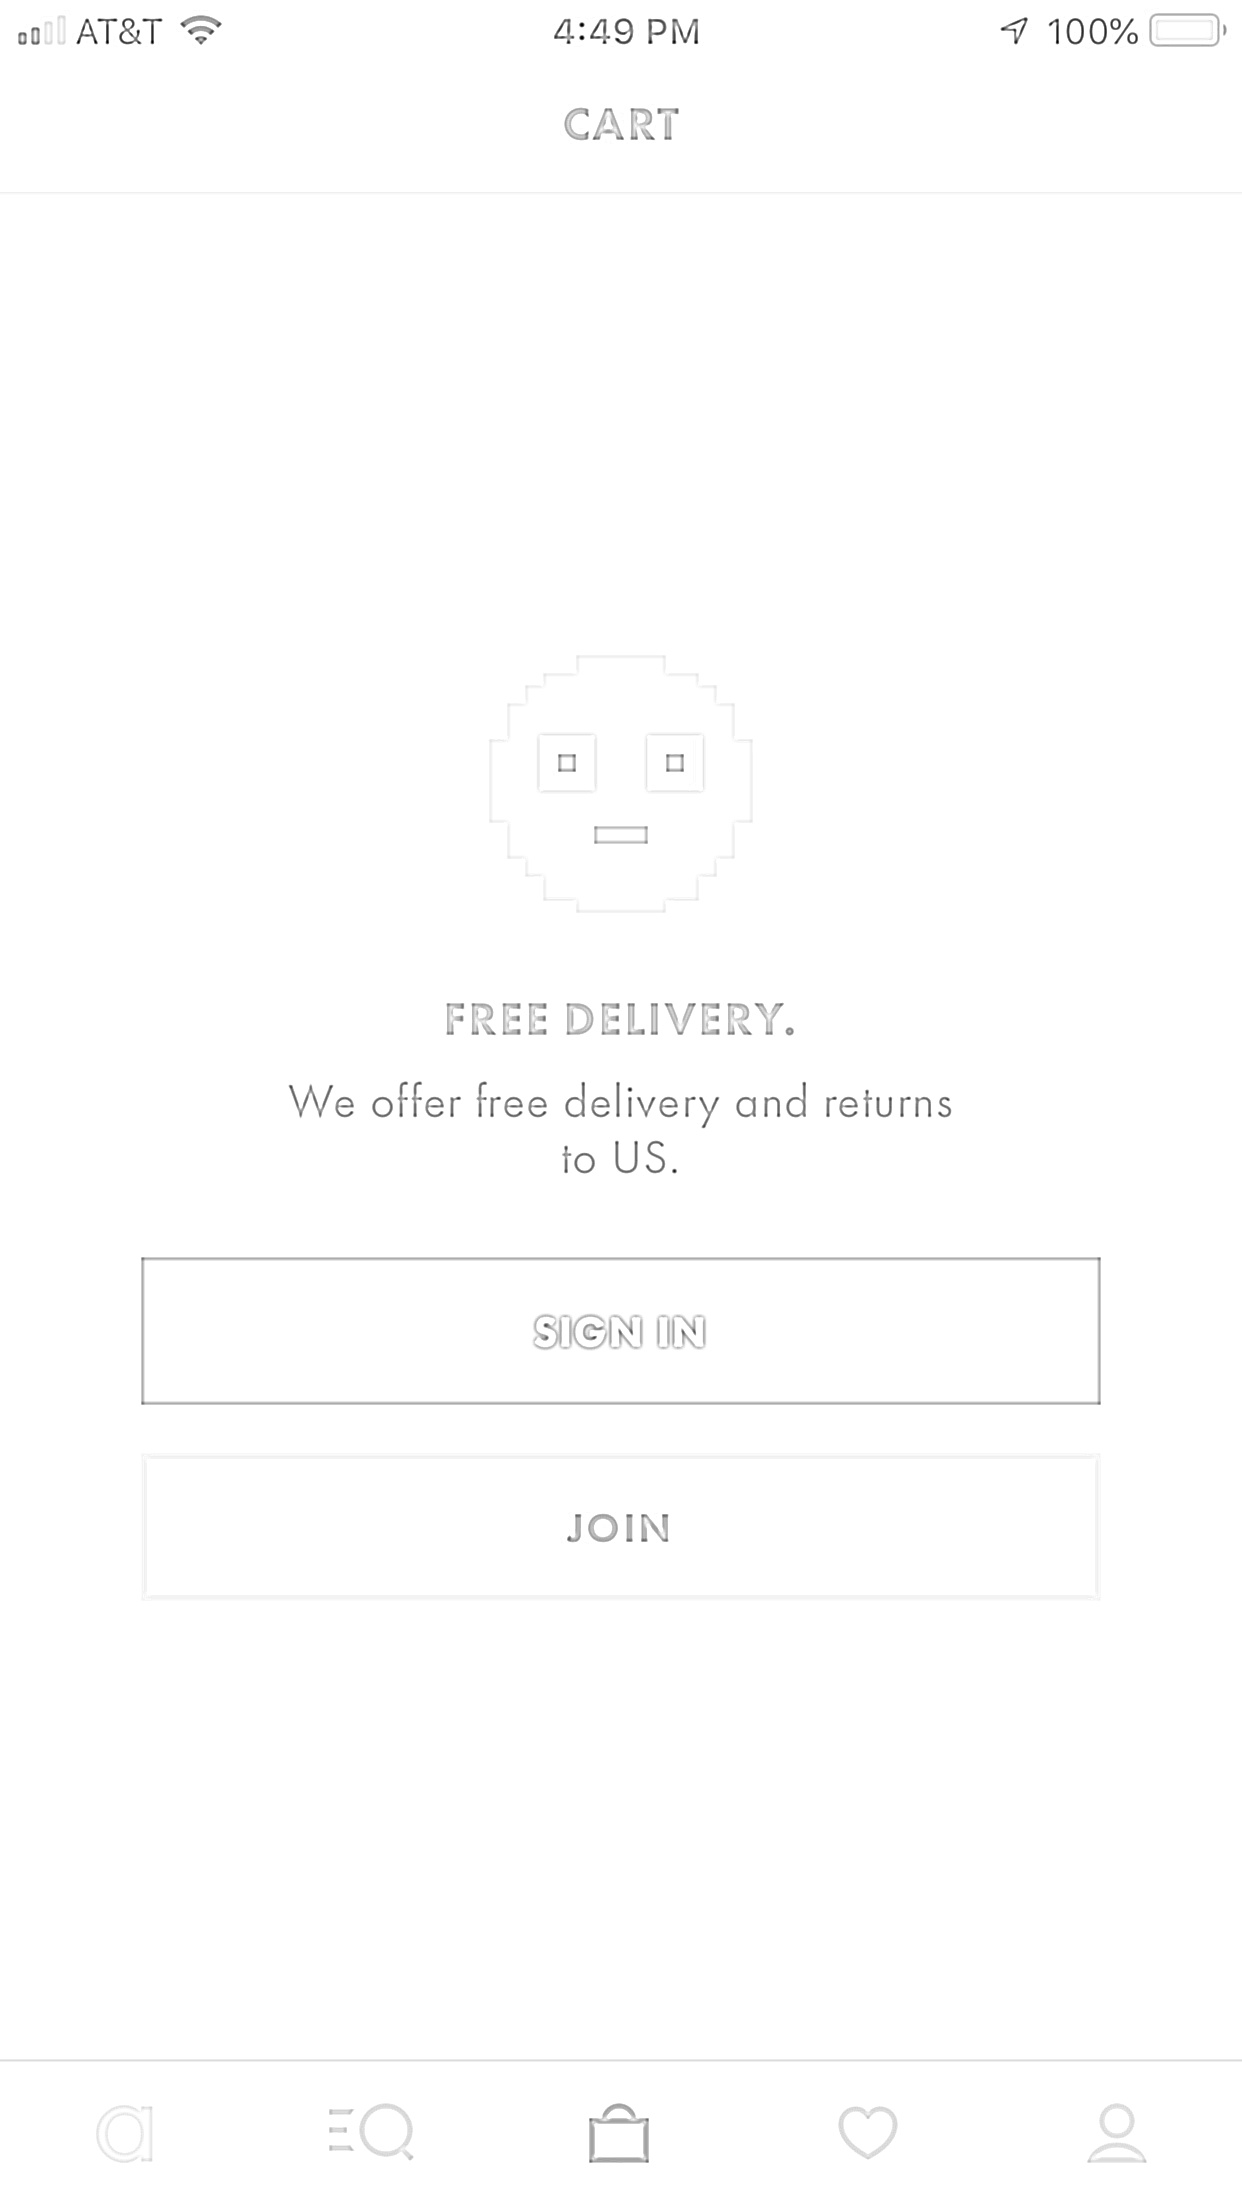 AT&T 4:49 PM 100%
CART
FREE DELIVERY.
We offer free delivery and returns
to US.
SIGN IN
JOIN
a